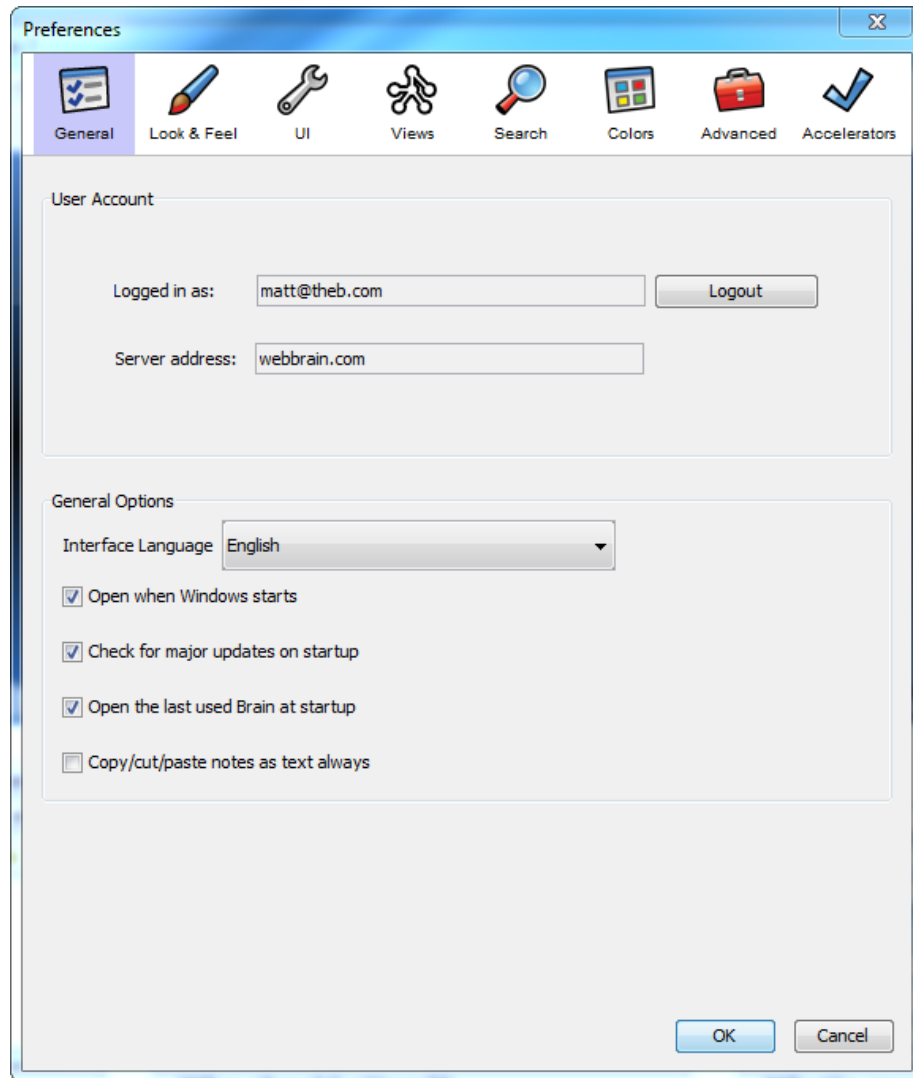 Preferences
General Look & Feel UI Views Search Colors Advanced Accelerators
User Account
Logged in as: matt@theb.com Logout
Server address: webbrain.com
General Options
Interface Language English
Open when Windows starts
Check for major updates on startup
Open the last used Brain at startup
Copy/cut/paste notes as text always
OK Cancel